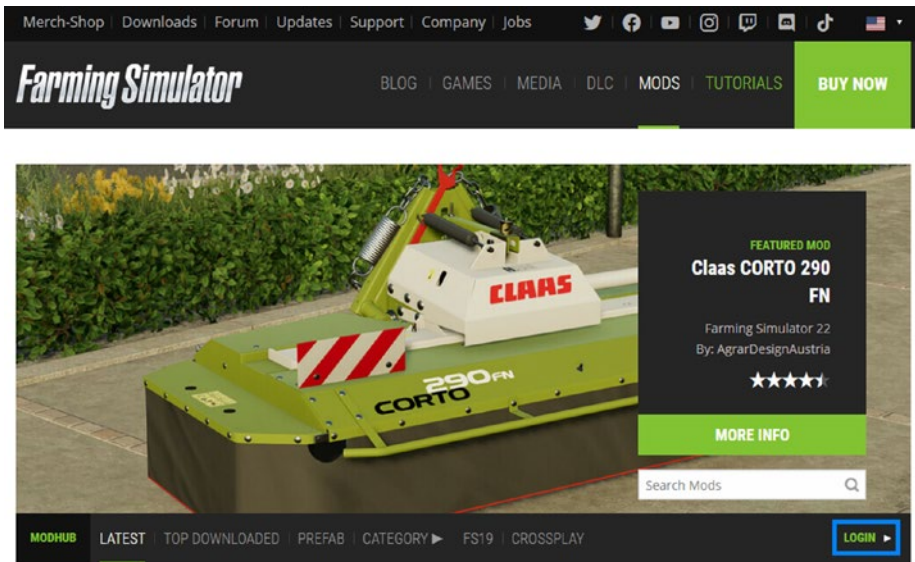 Merch-Shop Downloads Forum Updates Support Company Jobs
Farming Simulator
BLOG GAMES MEDIA DLC MODS TUTORIALS BUY NOW
CLAAS
290 FN
CORTO
FEATURED MOD
Claas CORTO 290
FN
Farming Simulator 22
By: AgrarDesignAustria
MORE INFO
Search Mods
MODHUB LATEST TOP DOWNLOADED PREFAB CATEGORY FS19 CROSSPLAY LOGIN